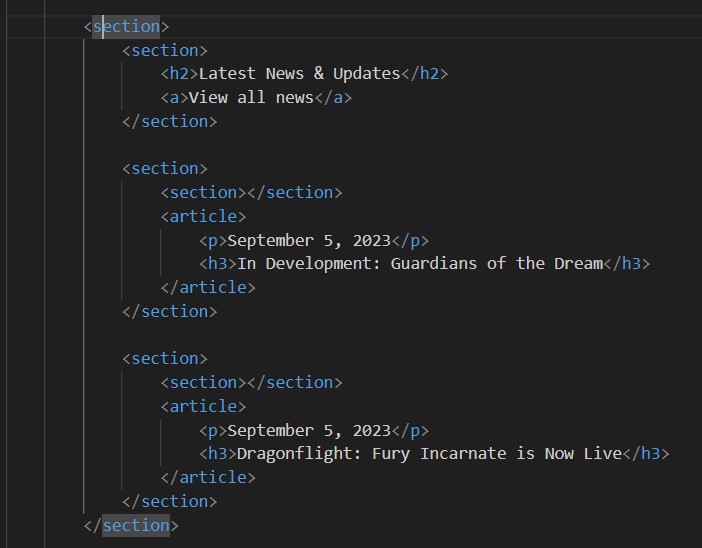 <section>
<section>
<h2>Latest News & Updates</h2>
<a>View all news</a>
</section>
<section>
<section></section>
<article>
<p>September 5, 2023</p>
<h3>In Development: Guardians of the Dream</h3>
</article>
</section>
<section>
<section></section>
<article>
<p>September 5, 2023</p>
<h3>Dragonflight: Fury Incarnate is Now Live</h3>
</article>
</section>
</section>